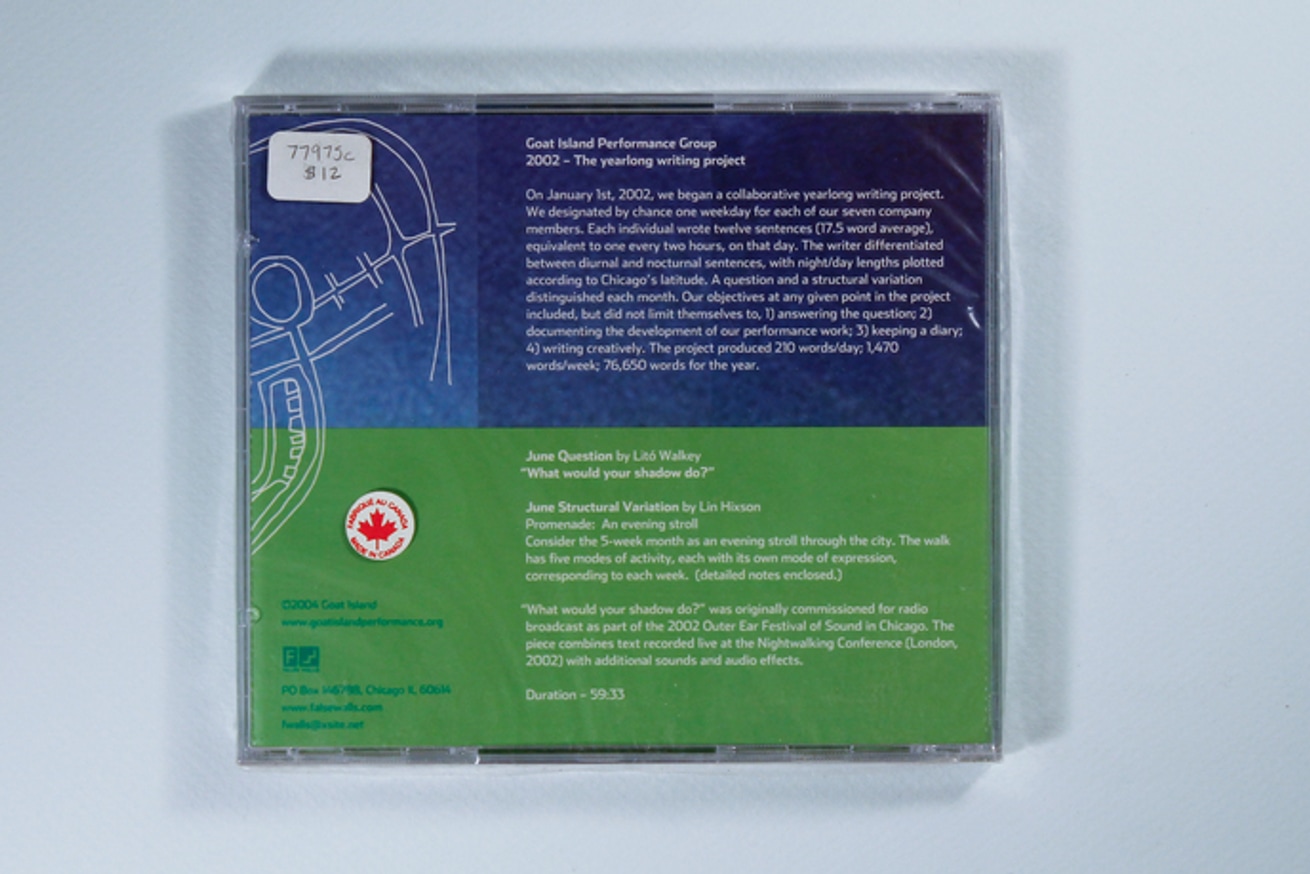 77975c
$12
Goat Island Performance Group
2002 – The yearlong writing project
On January 1st, 2002, we began a collaborative yearlong writing project.
We designated by chance one weekday for each of our seven company
members. Each individual wrote twelve sentences (17.5 word average),
equivalent to one every two hours, on that day. The writer differentiated
between diurnal and nocturnal sentences, with night/day lengths plotted
according to Chicago's latitude. A question and a structural variation
distinguished each month. Our objectives at any given point in the project
included, but did not limit themselves to, 1) answering the question; 2)
documenting the development of our performance work; 3) keeping a diary;
4) writing creatively. The project produced 210 words/day; 1,470
words/week; 76,650 words for the year.
June Question by Litó Walkey
"What would your shadow do?"
June Structural Variation by Lin Hixson
Promenade: An evening stroll
Consider the 5-week month as an evening stroll through the city. The walk
has five modes of activity, each with its own mode of expression,
corresponding to each week. (detailed notes enclosed.)
"What would your shadow do?" was originally commissioned for radio
broadcast as part of the 2002 Outer Ear Festival of Sound in Chicago. The
piece combines text recorded live at the Nightwalking Conference (London,
2002) with additional sounds and audio effects.
Duration – 59:33
FABRIQUÉ AU CANADA
MADE IN CANADA
©2004 Goat Island
www.goatislandperformance.org
PO Box 146798, Chicago IL 60614
www.falsewalls.com
fwalls@xsite.net